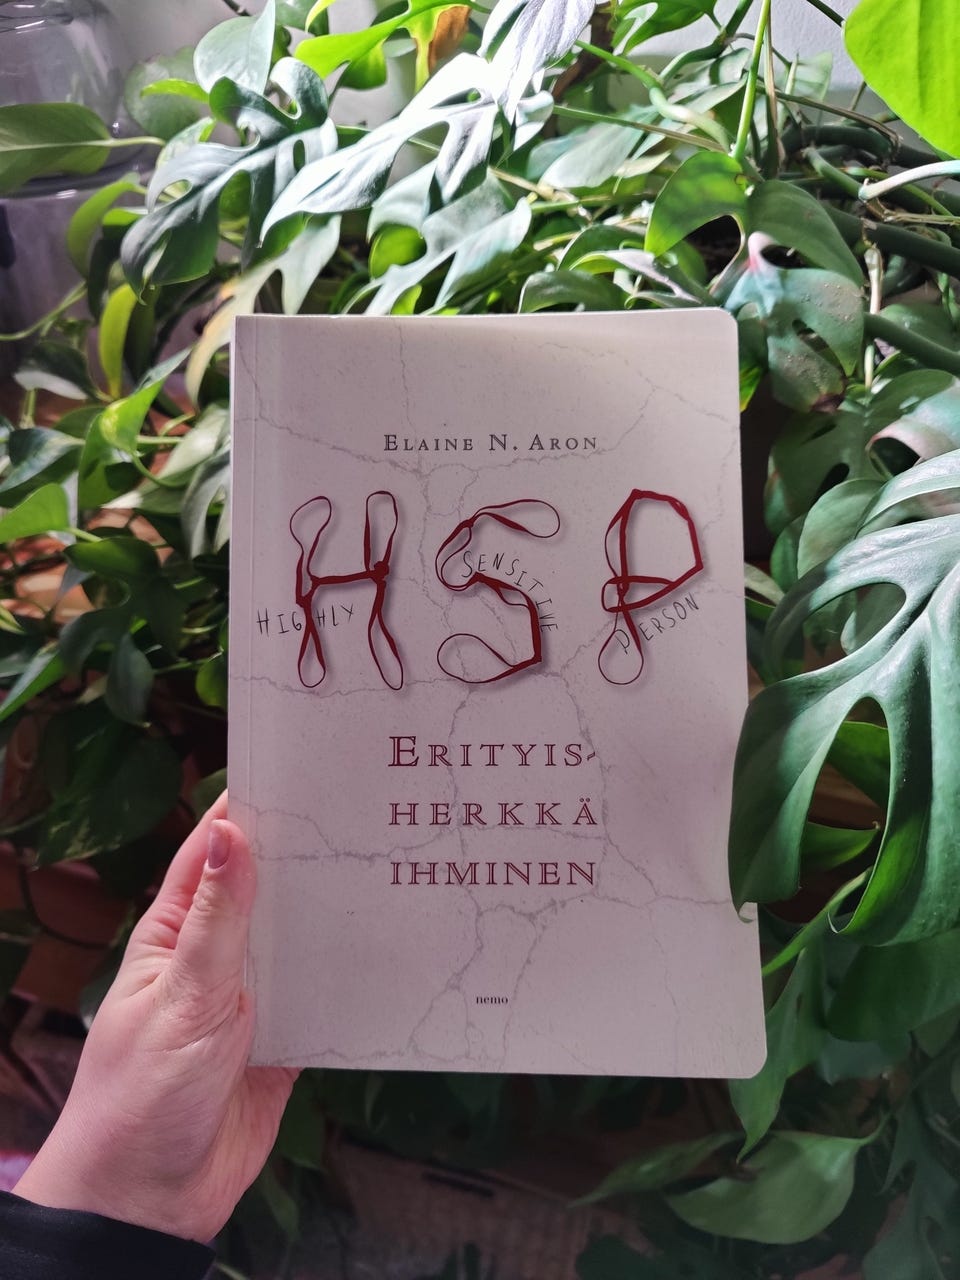 ELAINE N. ARON
HSP
HIGHLY
SENSITIVE
PERSON
ERITYIS-
HERKKÄ
IHMINEN
nemo